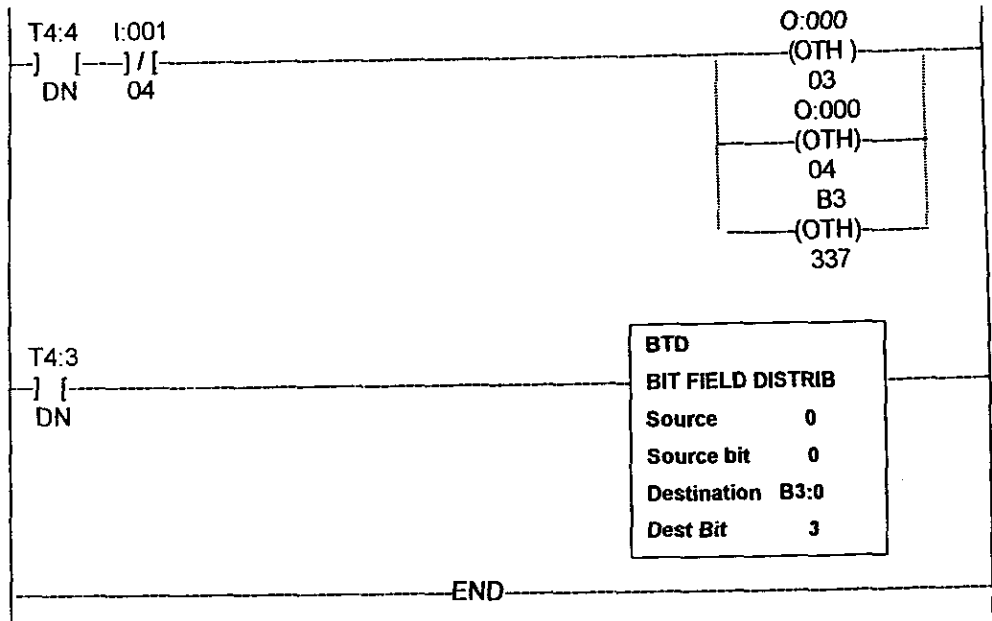 T4:4 I:001 O:000
] [ ] / [ (OTH )
DN 04 03
O:000
(OTH)
04
B3
(OTH)
337
BTD
T4:3
BIT FIELD DISTRIB
] [
DN
Source 0
Source bit 0
Destination B3:0
Dest Bit 3
END